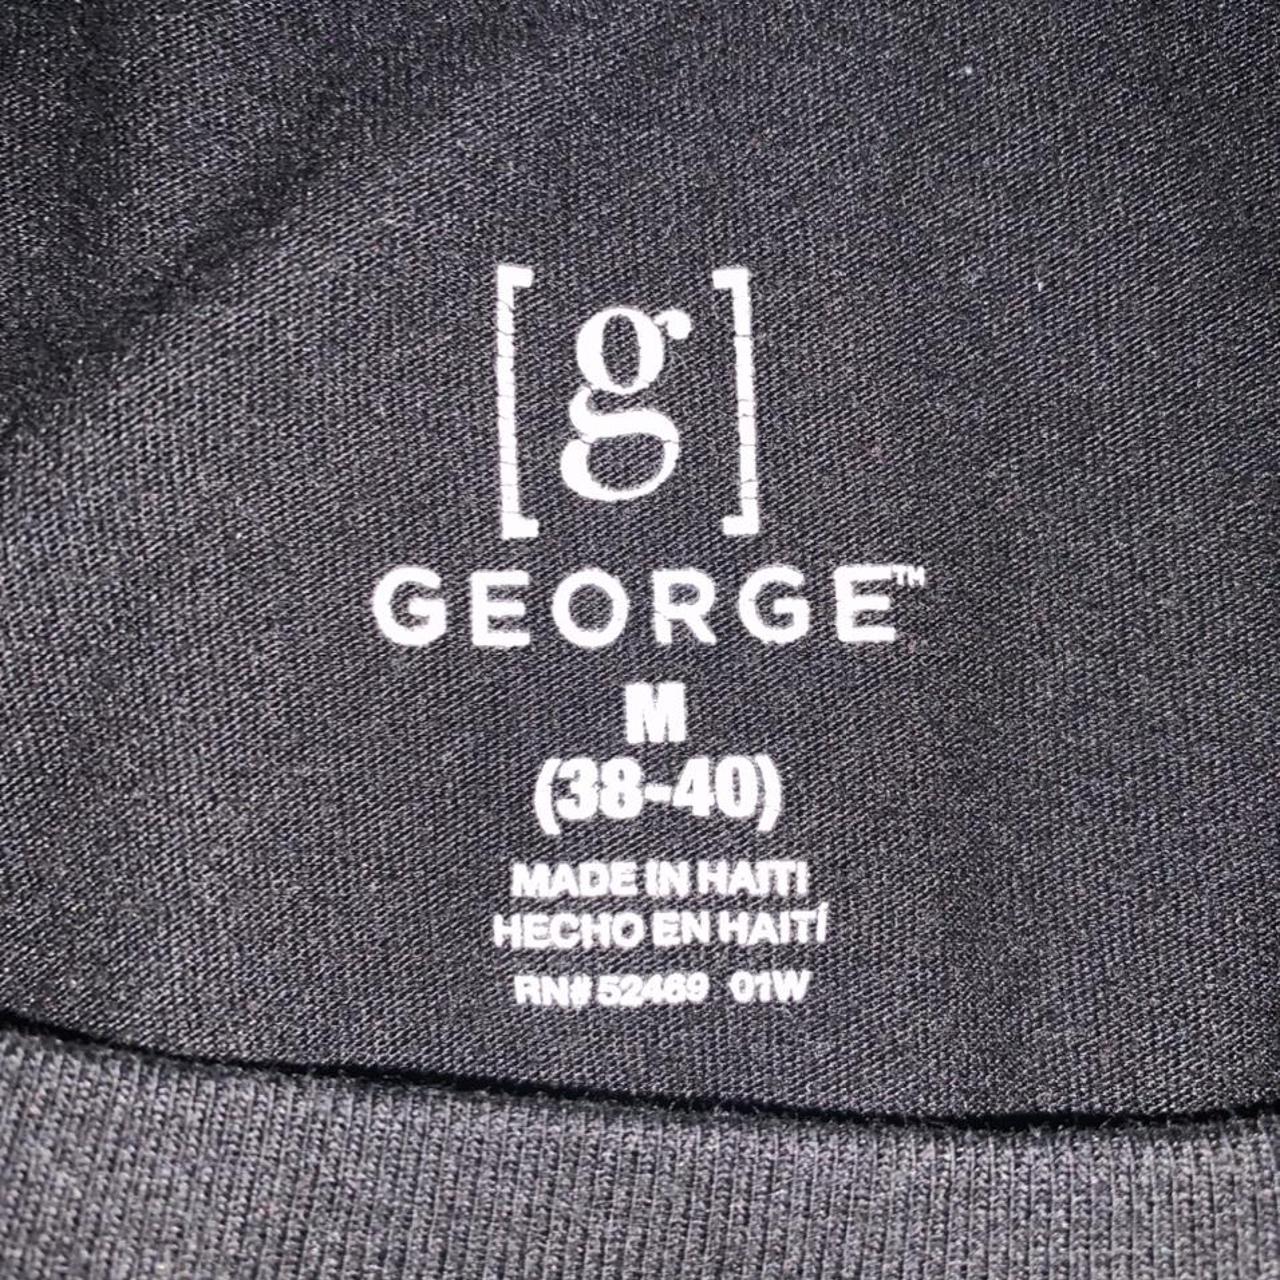 [g]
GEORGE™
M
(38-40)
MADE IN HAITI
HECHO EN HAITÍ
RN# 52469 01W